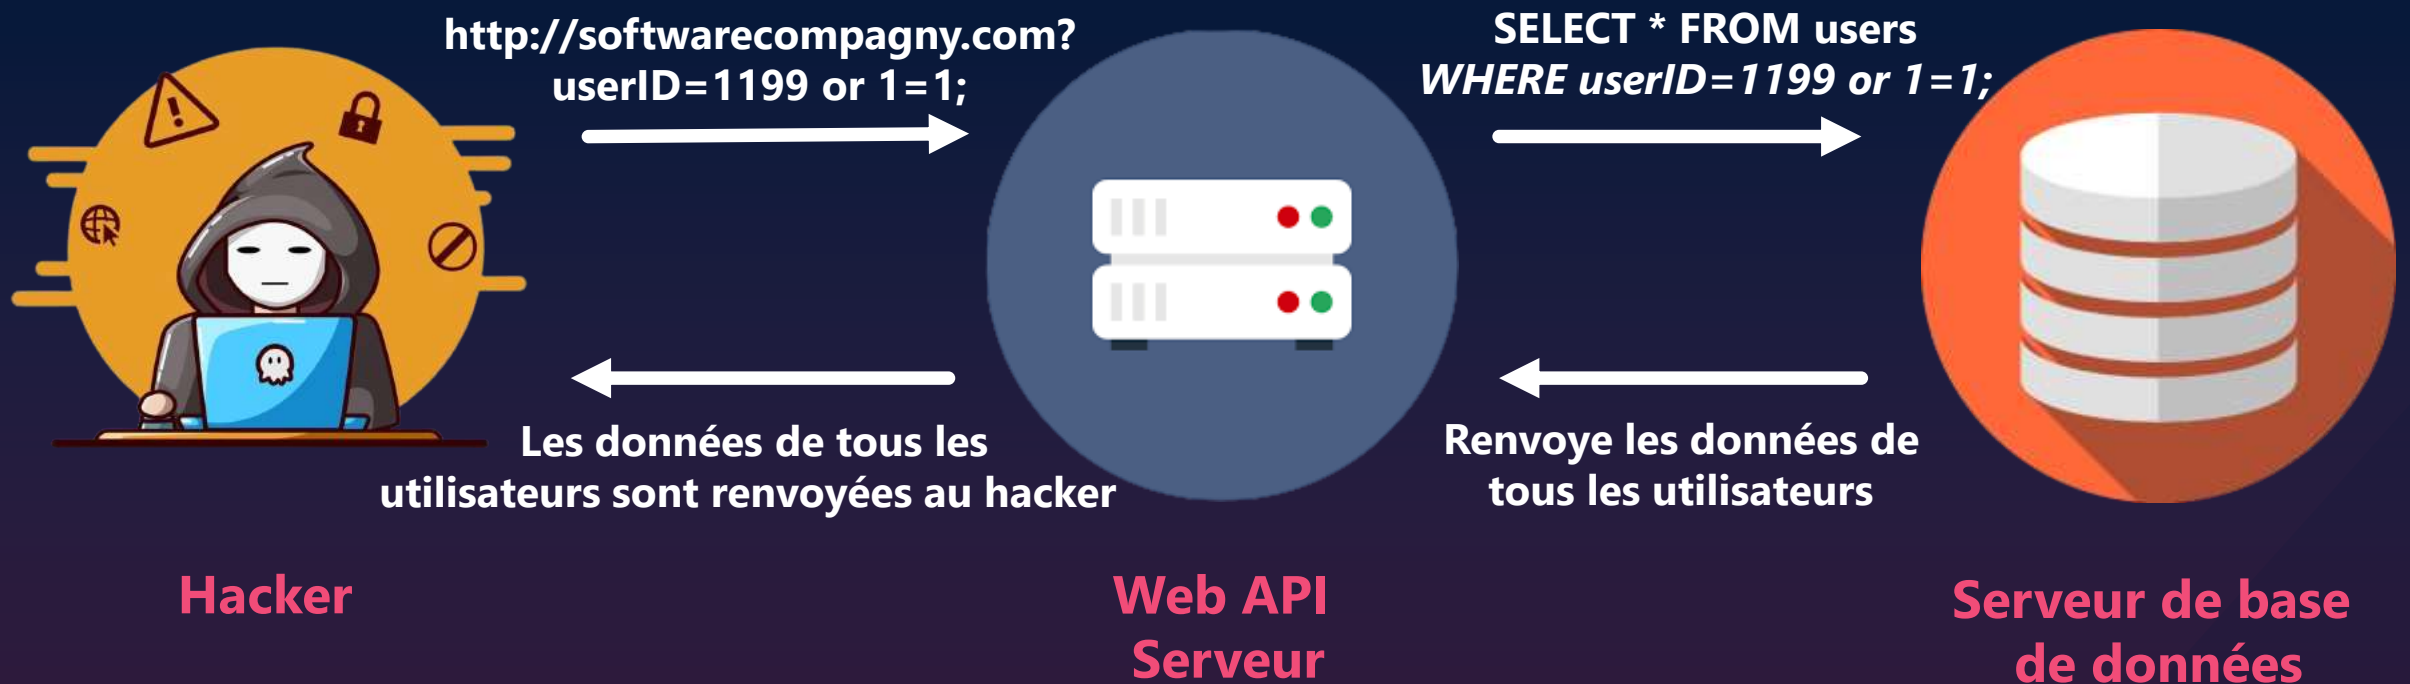 http://softwarecompagny.com?
userID=1199 or 1=1;
SELECT * FROM users
WHERE userID=1199 or 1=1;
Les données de tous les
utilisateurs sont renvoyées au hacker
Renvoye les données de
tous les utilisateurs
Hacker
Web API
Serveur
Serveur de base
de données